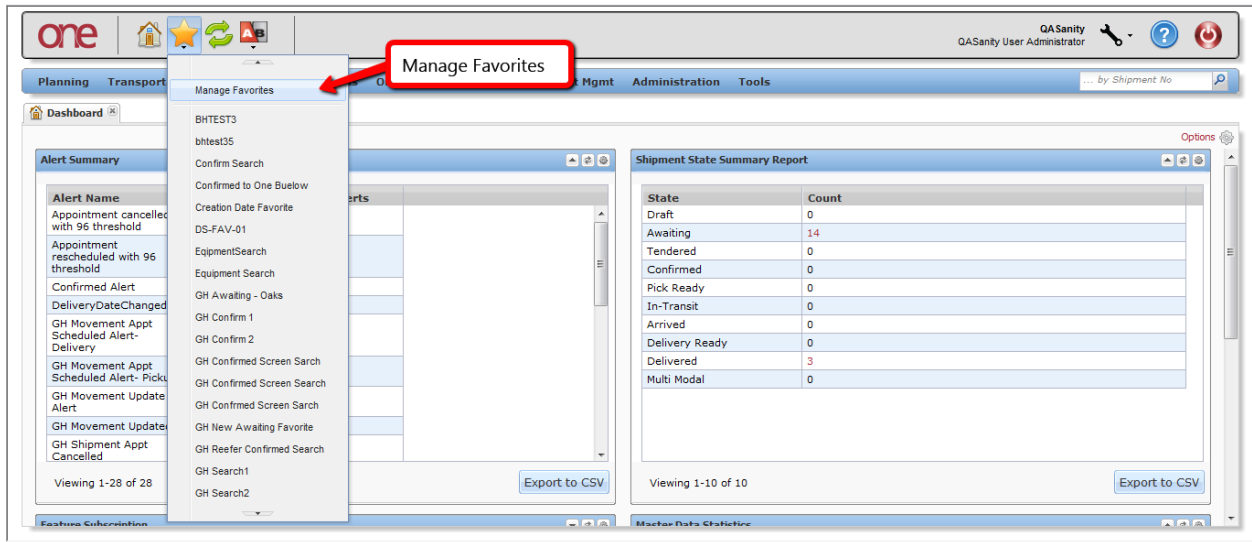 one
AB
QASanity
QASanity User Administrator
Manage Favorites
Planning Transport O t Mgmt Administration Tools
... by Shipment No
Dashboard
Options
Manage Favorites
BHTEST3
bhtest35
Confirm Search
Confirmed to One Buelow
Creation Date Favorite
DS-FAV-01
EqipmentSearch
Equipment Search
GH Awaiting - Oaks
GH Confirm 1
GH Confirm 2
GH Confirmed Screen Sarch
GH Confirmed Screen Search
GH Confrmed Screen Sarch
GH New Awaiting Favorite
GH Reefer Confirmed Search
GH Search1
GH Search2
Alert Summary
Alert Name erts
Appointment cancelled
with 96 threshold
Appointment
rescheduled with 96
threshold
Confirmed Alert
DeliveryDateChanged
GH Movement Appt
Scheduled Alert-
Delivery
GH Movement Appt
Scheduled Alert- Picku
GH Movement Update
Alert
GH Movement Updated
GH Shipment Appt
Cancelled
Viewing 1-28 of 28 Export to CSV
Shipment State Summary Report
State Count
Draft 0
Awaiting 14
Tendered 0
Confirmed 0
Pick Ready 0
In-Transit 0
Arrived 0
Delivery Ready 0
Delivered 3
Multi Modal 0
Viewing 1-10 of 10 Export to CSV
Feature Subscription
Master Data Statistics